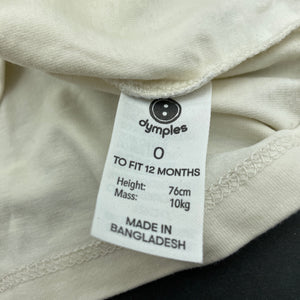 dymples
0
TO FIT 12 MONTHS
Height: 76cm
Mass: 10kg
MADE IN
BANGLADESH